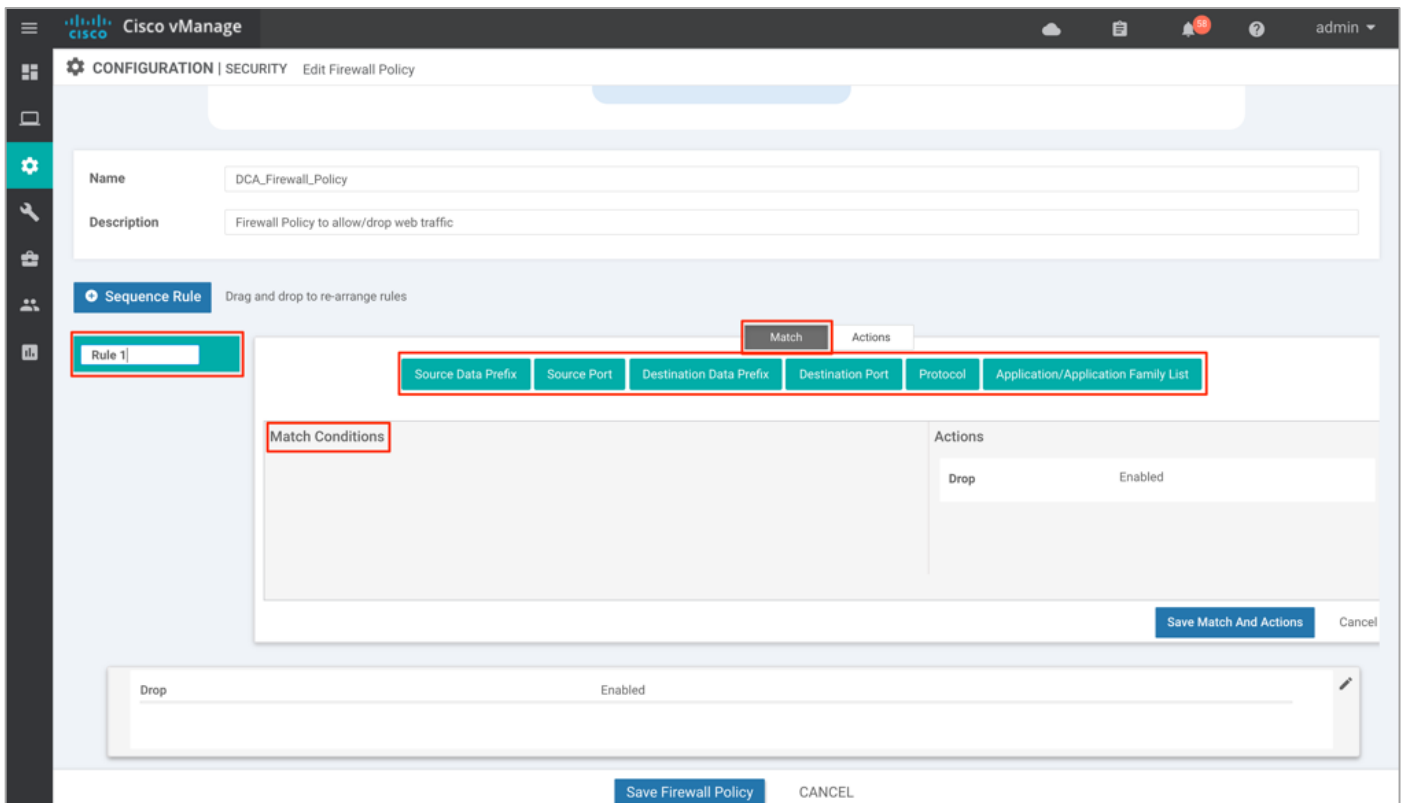 cisco Cisco vManage 58 admin
CONFIGURATION | SECURITY Edit Firewall Policy
Name DCA_Firewall_Policy
Description Firewall Policy to allow/drop web traffic
Sequence Rule Drag and drop to re-arrange rules
Match Actions
Rule 1
Source Data Prefix Source Port Destination Data Prefix Destination Port Protocol Application/Application Family List
Match Conditions Actions
Drop Enabled
Save Match And Actions Cancel
Drop Enabled
Save Firewall Policy CANCEL